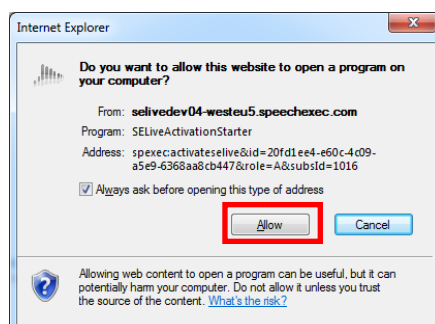 Internet Explorer
Do you want to allow this website to open a program on
your computer?
From: selivedev04-westeu5.speechexec.com
Program: SELiveActivationStarter
Address: spexec:activateselive&id=20fd1ee4-e60c-4c09-
a5e9-6368aa8cb447&role=A&subsId=1016
Always ask before opening this type of address
Allow Cancel
Allowing web content to open a program can be useful, but it can
potentially harm your computer. Do not allow it unless you trust
the source of the content. What's the risk?